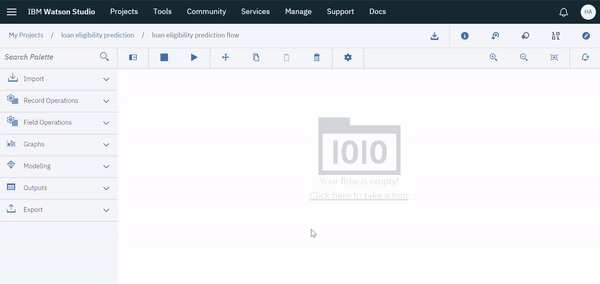 IBM Watson Studio Projects Tools Community Services Manage Support Docs HA
My Projects / loan eligibility prediction / loan eligibility prediction flow
Search Palette
Import
Record Operations
Field Operations
Graphs
Modeling
Outputs
Export
1010
Your flow is empty!
Click here to take a tour